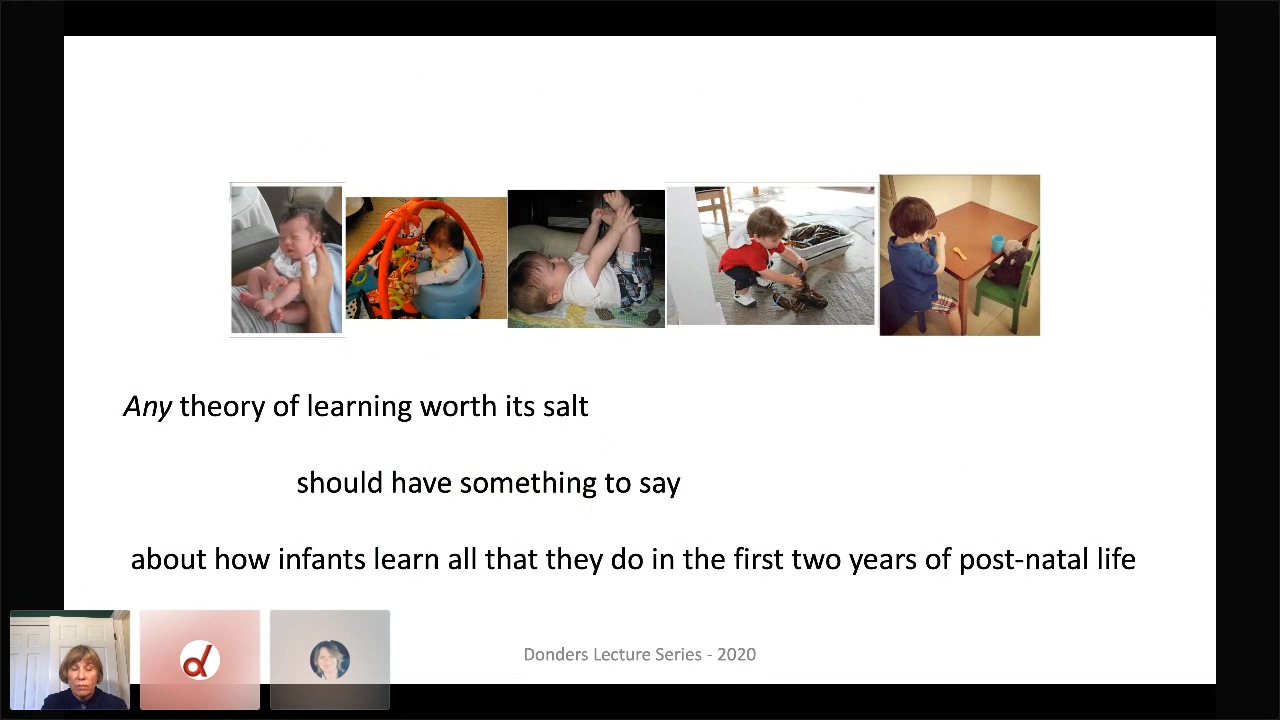 Any theory of learning worth its salt
should have something to say
about how infants learn all that they do in the first two years of post-natal life
Donders Lecture Series - 2020